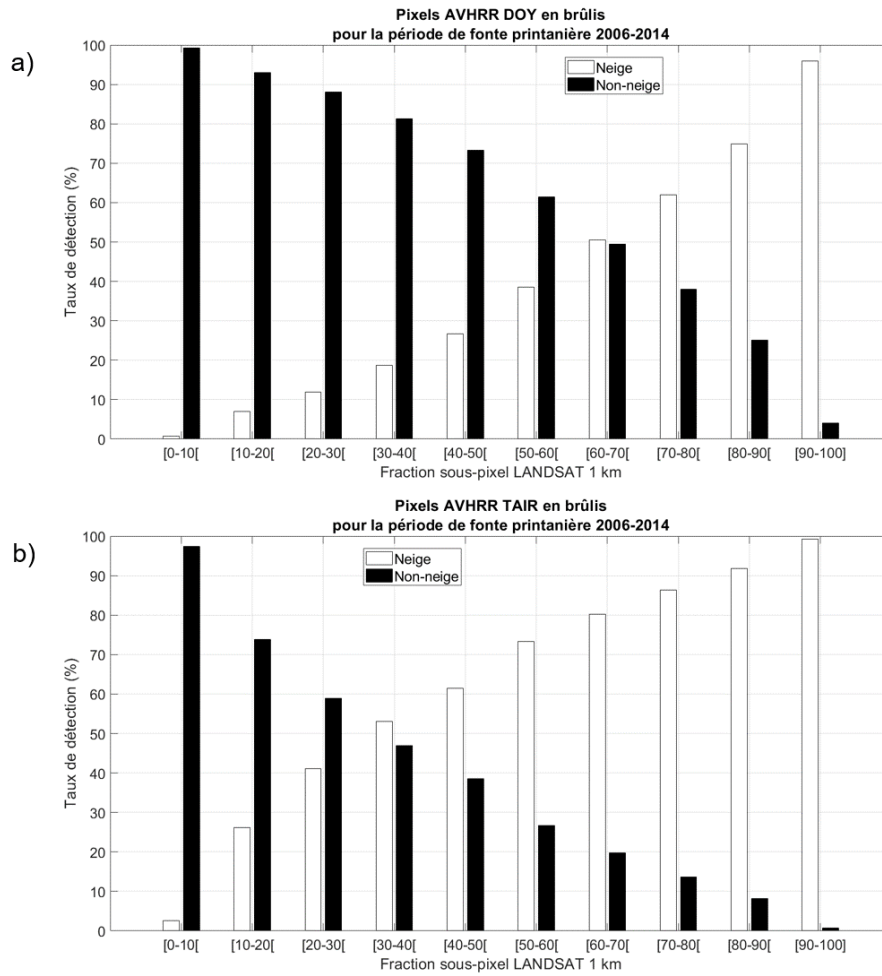 a)
Pixels AVHRR DOY en brûlis
pour la période de fonte printanière 2006-2014
Taux de détection (%)
100
90
80
70
60
50
40
30
20
10
0
Neige
Non-neige
[0-10[ [10-20[ [20-30[ [30-40[ [40-50[ [50-60[ [60-70[ [70-80[ [80-90[ [90-100]
Fraction sous-pixel LANDSAT 1 km
b)
Pixels AVHRR TAIR en brûlis
pour la période de fonte printanière 2006-2014
Taux de détection (%)
100
90
80
70
60
50
40
30
20
10
0
Neige
Non-neige
[0-10[ [10-20[ [20-30[ [30-40[ [40-50[ [50-60[ [60-70[ [70-80[ [80-90[ [90-100]
Fraction sous-pixel LANDSAT 1 km